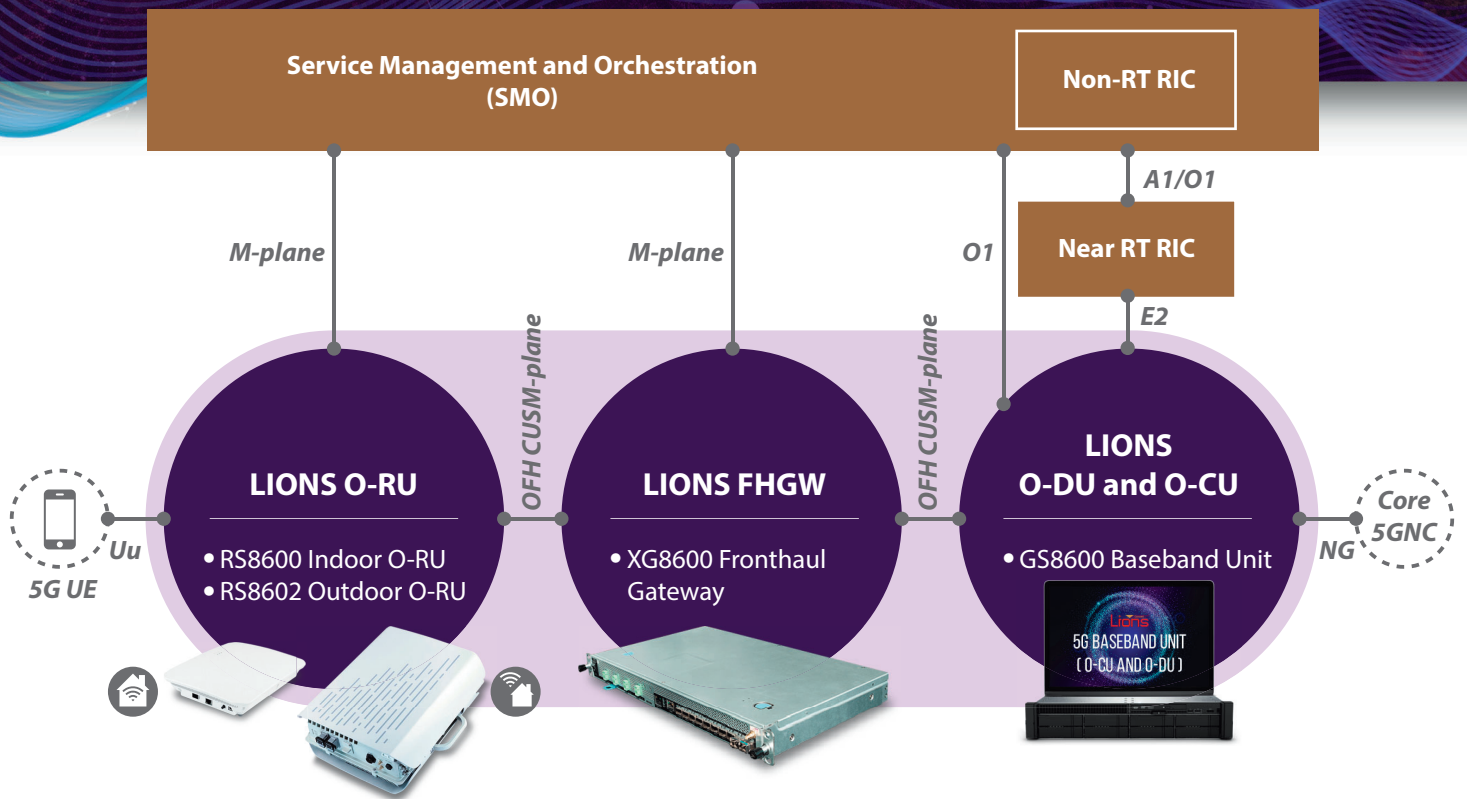 Service Management and Orchestration
(SMO)
Non-RT RIC
A1/O1
M-plane
M-plane
O1
Near RT RIC
E2
OFH CUSM-plane
OFH CUSM-plane
LIONS O-RU
• RS8600 Indoor O-RU
• RS8602 Outdoor O-RU
LIONS FHGW
• XG8600 Fronthaul
Gateway
LIONS
O-DU and O-CU
• GS8600 Baseband Unit
5G UE
Uu
NG
Core
5GNC
Lions
5G BASEBAND UNIT
( O-CU AND O-DU )